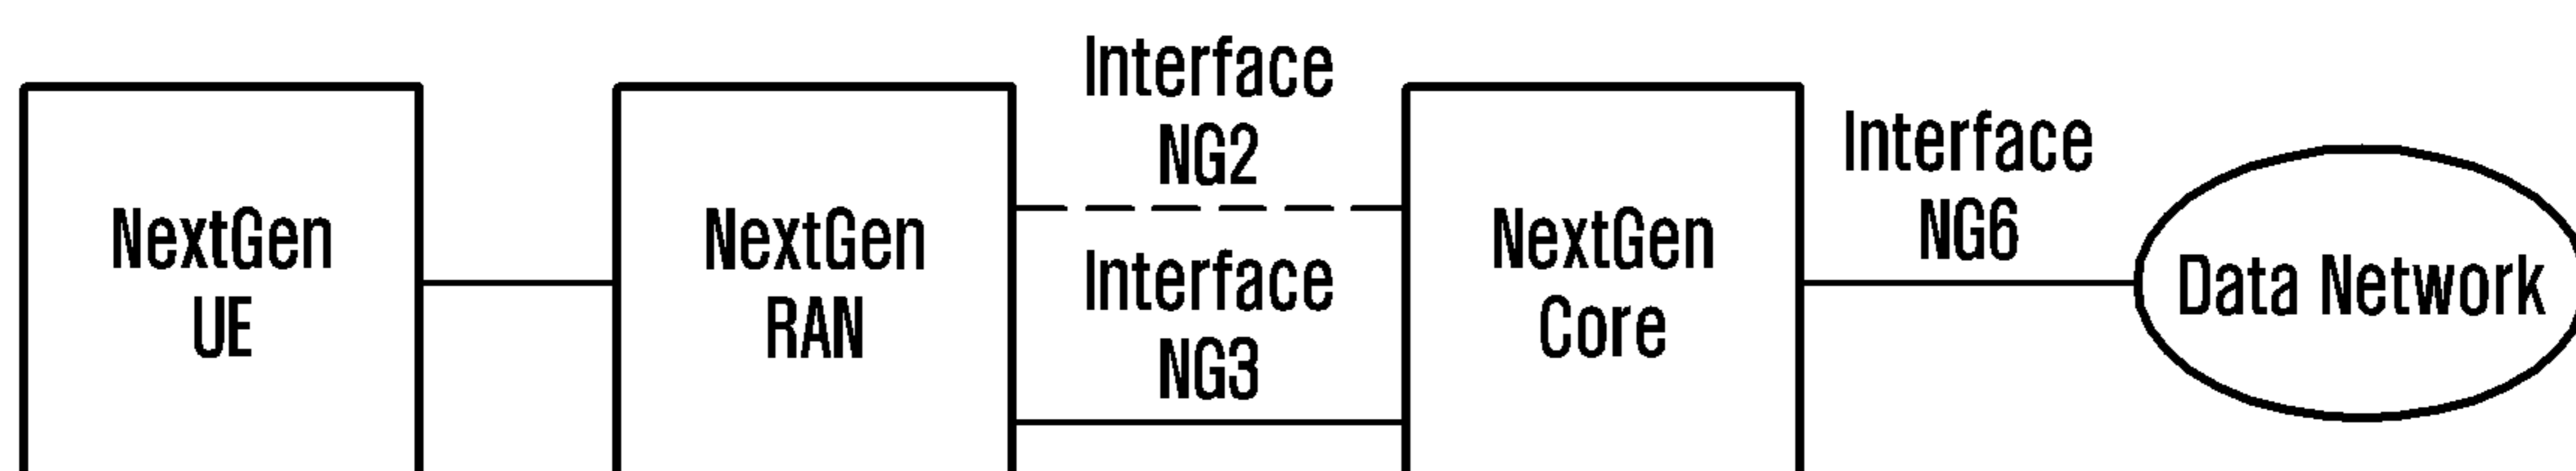 NextGen
UE
NextGen
RAN
Interface
NG2
Interface
NG3
NextGen
Core
Interface
NG6
Data Network